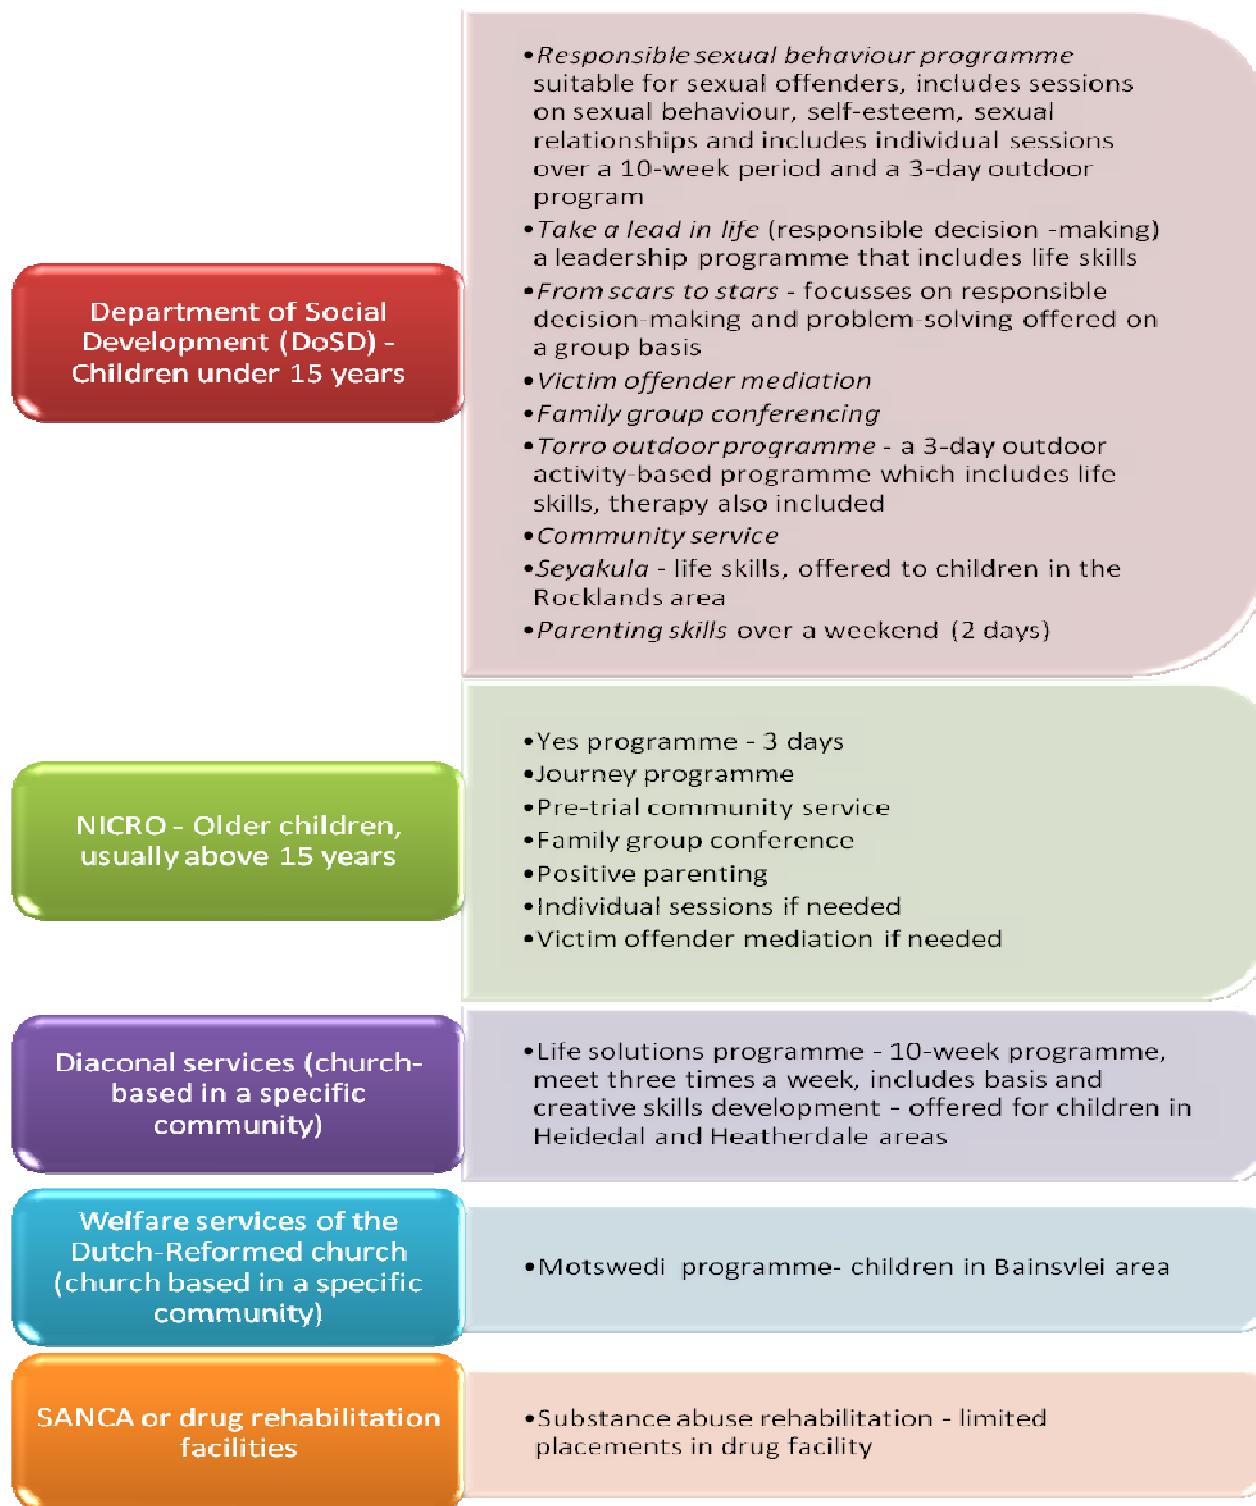 Department of Social
Development (DoSD) -
Children under 15 years
•Responsible sexual behaviour programme
suitable for sexual offenders, includes sessions
on sexual behaviour, self-esteem, sexual
relationships and includes individual sessions
over a 10-week period and a 3-day outdoor
program
•Take a lead in life (responsible decision -making)
a leadership programme that includes life skills
•From scars to stars - focusses on responsible
decision-making and problem-solving offered on
a group basis
•Victim offender mediation
•Family group conferencing
•Torro outdoor programme - a 3-day outdoor
activity-based programme which includes life
skills, therapy also included
•Community service
•Seyakula - life skills, offered to children in the
Rocklands area
•Parenting skills over a weekend (2 days)
NICRO - Older children,
usually above 15 years
•Yes programme - 3 days
•Journey programme
•Pre-trial community service
•Family group conference
•Positive parenting
•Individual sessions if needed
•Victim offender mediation if needed
Diaconal services (church-
based in a specific
community)
•Life solutions programme - 10-week programme,
meet three times a week, includes basis and
creative skills development - offered for children in
Heidedal and Heatherdale areas
Welfare services of the
Dutch-Reformed church
(church based in a specific
community)
•Motswedi programme- children in Bainsvlei area
SANCA or drug rehabilitation
facilities
•Substance abuse rehabilitation - limited
placements in drug facility